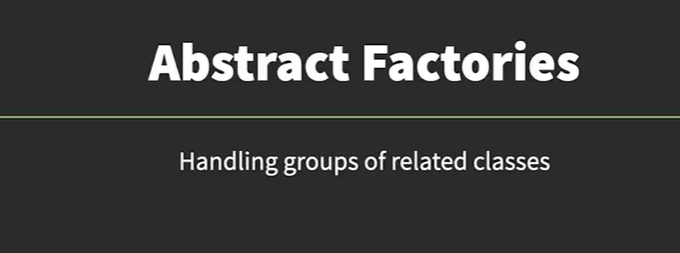 Abstract Factories
Handling groups of related classes